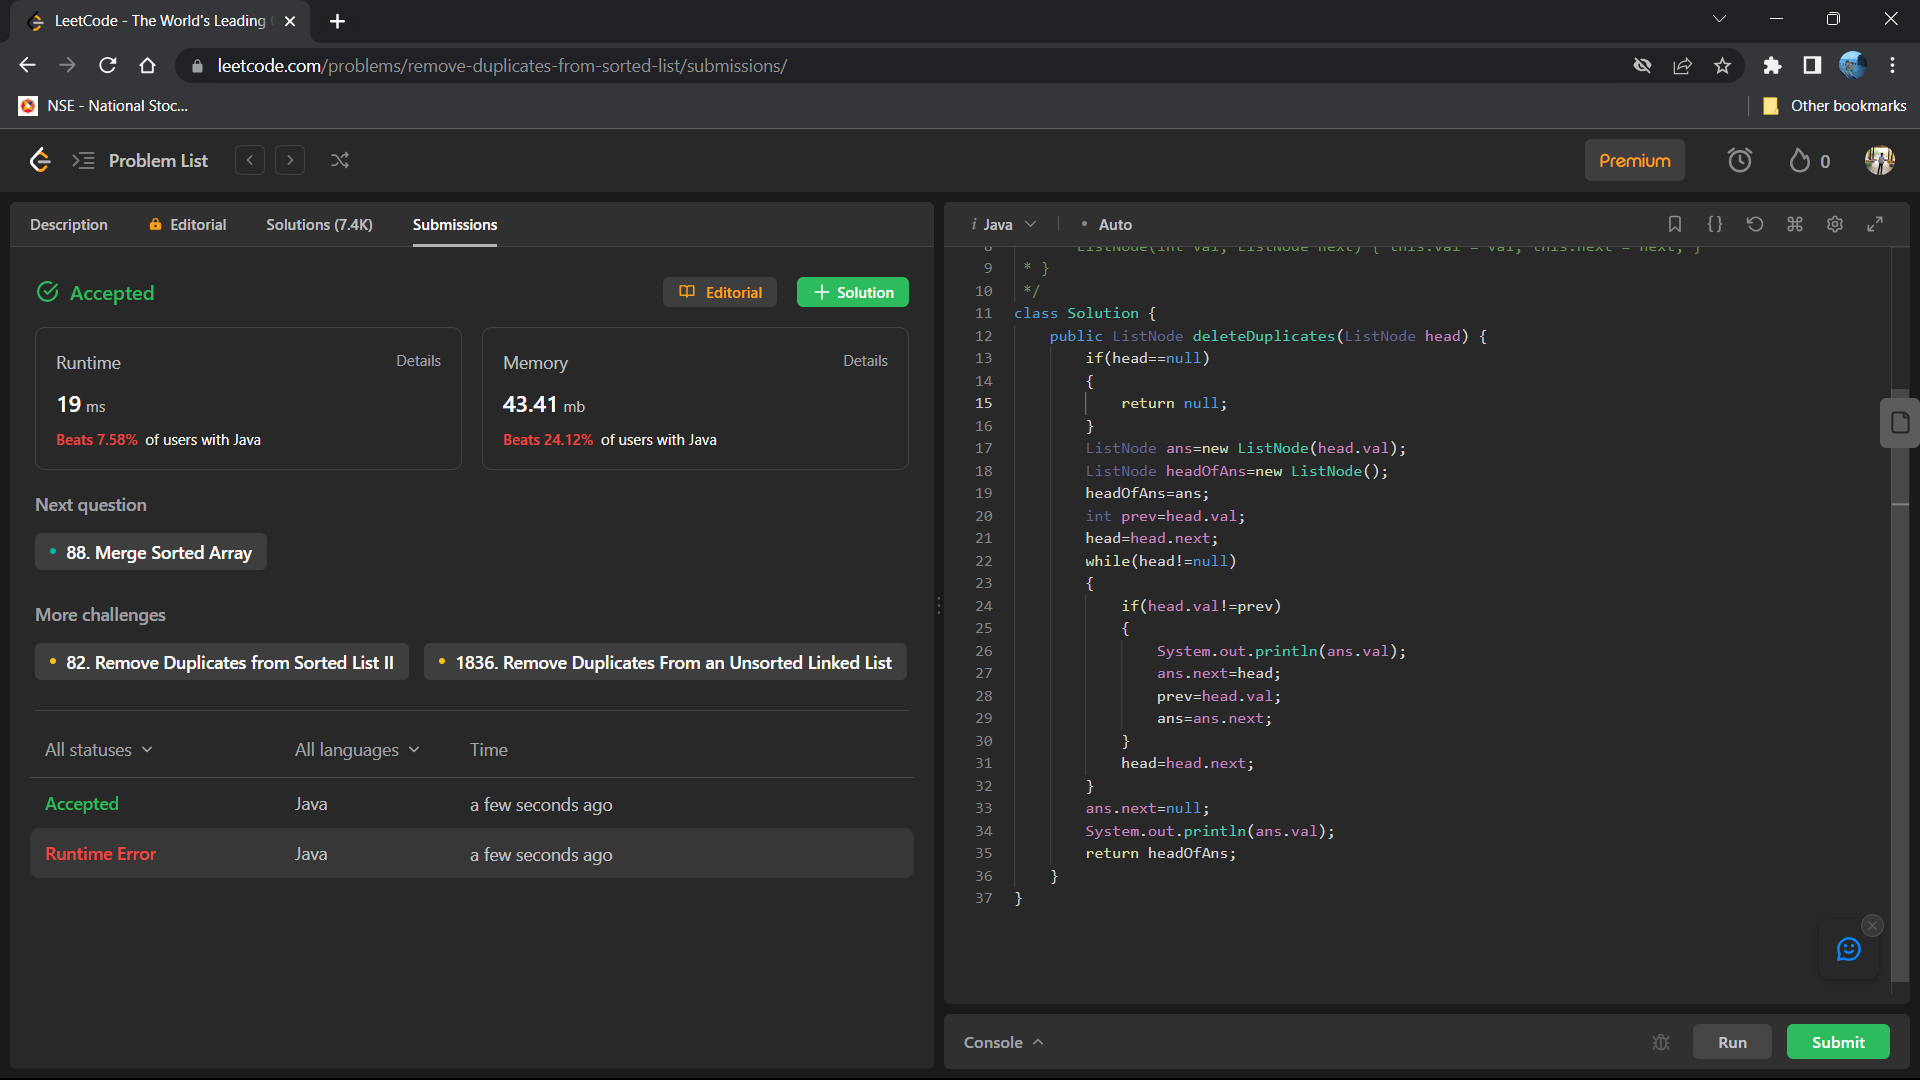 LeetCode - The World's Leading
leetcode.com/problems/remove-duplicates-from-sorted-list/submissions/
NSE - National Stoc...
Other bookmarks
Problem List
Premium
0
Description
Editorial
Solutions (7.4K)
Submissions
Accepted
Editorial
+ Solution
Runtime
Details
19 ms
Beats 7.58% of users with Java
Memory
Details
43.41 mb
Beats 24.12% of users with Java
Next question
• 88. Merge Sorted Array
More challenges
• 82. Remove Duplicates from Sorted List II
• 1836. Remove Duplicates From an Unsorted Linked List
All statuses
All languages
Time
Accepted
Java
a few seconds ago
Runtime Error
Java
a few seconds ago
i Java
• Auto
8 ListNode(int val, ListNode next) { this.val = val; this.next = next; }
9 * }
10 */
11 class Solution {
12 public ListNode deleteDuplicates(ListNode head) {
13 if(head==null)
14 {
15 return null;
16 }
17 ListNode ans=new ListNode(head.val);
18 ListNode headOfAns=new ListNode();
19 headOfAns=ans;
20 int prev=head.val;
21 head=head.next;
22 while(head!=null)
23 {
24 if(head.val!=prev)
25 {
26 System.out.println(ans.val);
27 ans.next=head;
28 prev=head.val;
29 ans=ans.next;
30 }
31 head=head.next;
32 }
33 ans.next=null;
34 System.out.println(ans.val);
35 return headOfAns;
36 }
37 }
Console
Run
Submit